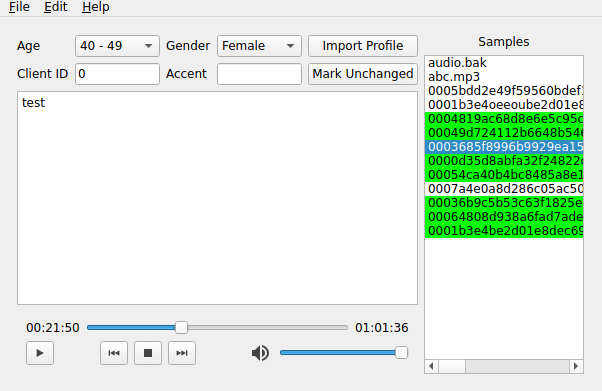 File Edit Help
Age 40 - 49 Gender Female Import Profile
Client ID 0 Accent Mark Unchanged
test
00:21:50 01:01:36
Samples
audio.bak
abc.mp3
0005bdd2e49f59560bdef
0001b3e4oeeoube2d01e8
0004819ac68d8e6e5c95c
00049d724112b6648b546
0003685f8996b9929ea15
0000d35d8abfa32f24822
00054ca40b4bc8485a8e1
0007a4e0a8d286c05ac50
00036b9c5b53c63f1825e
00064808d938a6fad7ade
0001b3e4be2d01e8dec69